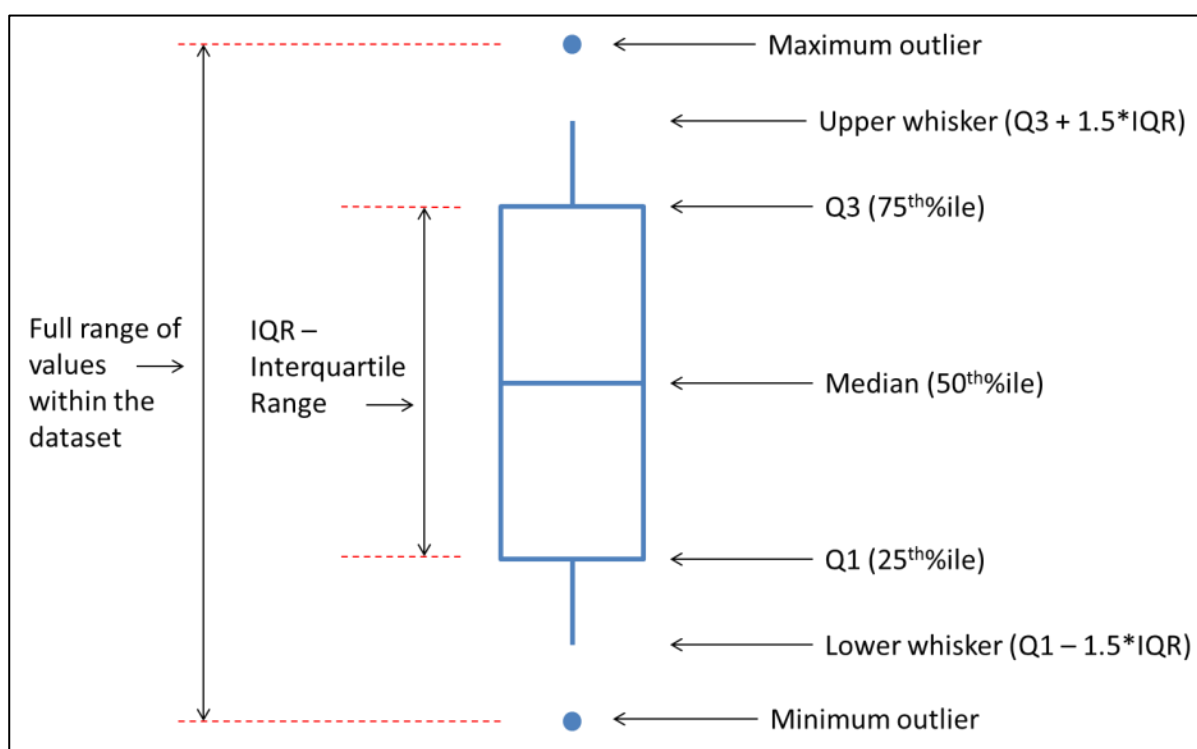 Maximum outlier
Upper whisker (Q3 + 1.5*IQR)
Q3 (75th%ile)
Full range of
values
within the
dataset
IQR –
Interquartile
Range
Median (50th%ile)
Q1 (25th%ile)
Lower whisker (Q1 – 1.5*IQR)
Minimum outlier